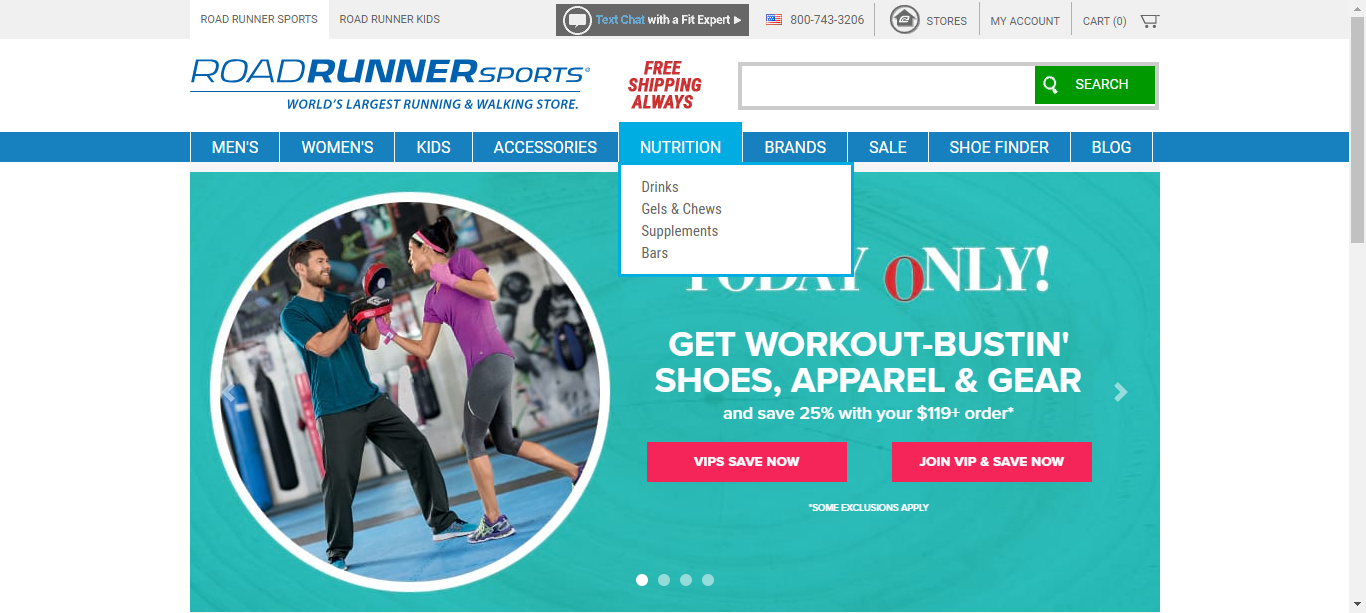 ROAD RUNNER SPORTS
ROAD RUNNER KIDS
Text Chat with a Fit Expert
800-743-3206
STORES
MY ACCOUNT
CART (0)
ROADRUNNER SPORTS®
WORLD'S LARGEST RUNNING & WALKING STORE.
FREE
SHIPPING
ALWAYS
SEARCH
MEN'S
WOMEN'S
KIDS
ACCESSORIES
NUTRITION
BRANDS
SALE
SHOE FINDER
BLOG
Drinks
Gels & Chews
Supplements
Bars
TODAY ONLY!
GET WORKOUT-BUSTIN'
SHOES, APPAREL & GEAR
and save 25% with your $119+ order*
VIPS SAVE NOW
JOIN VIP & SAVE NOW
*SOME EXCLUSIONS APPLY